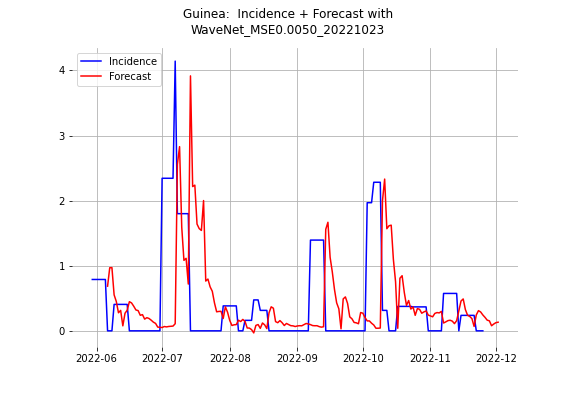 Guinea:  Incidence + Forecast with
WaveNet_MSE0.0050_20221023
Incidence
Forecast
4
3
2
1
0
2022-06 2022-07 2022-08 2022-09 2022-10 2022-11 2022-12